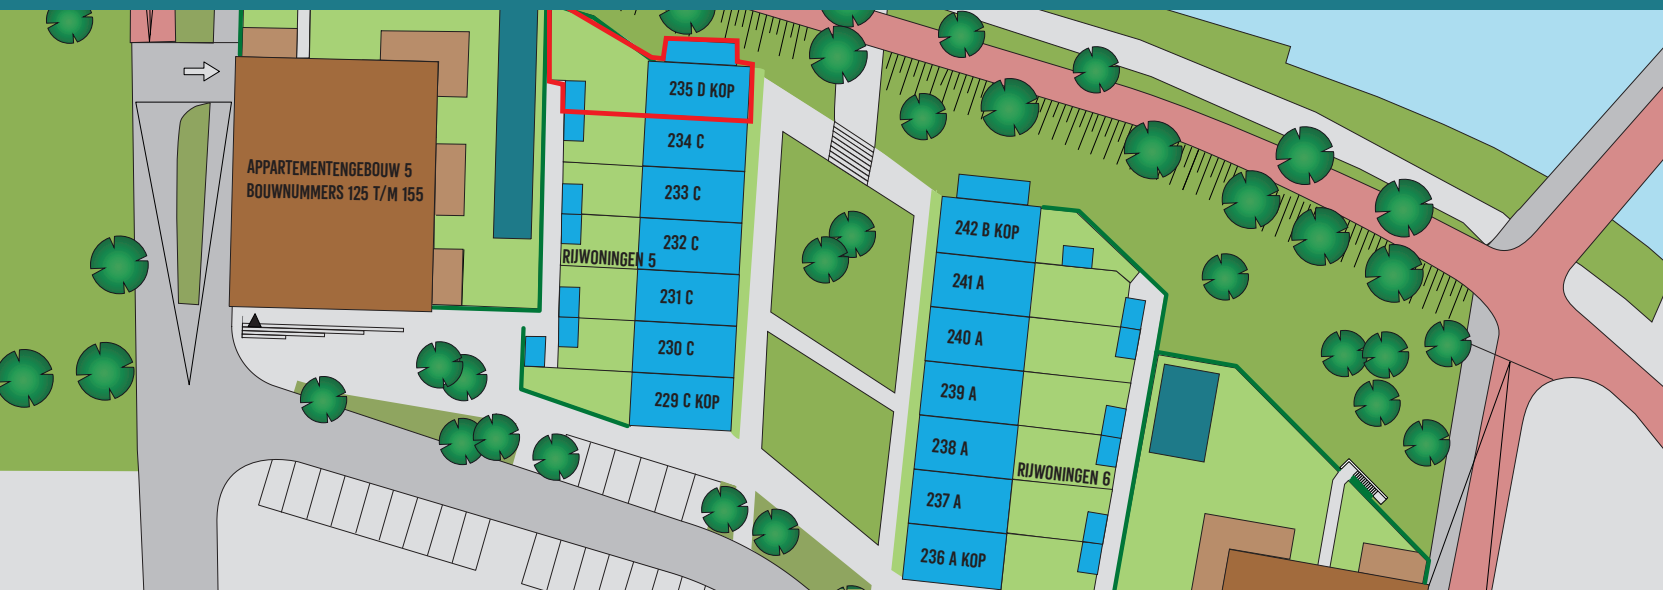 APPARTEMENTENGEBOUW 5
BOUWNUMMERS 125 T/M 155
235 D KOP
234 C
233 C
232 C
RIJWONINGEN 5
231 C
230 C
229 C KOP
242 B KOP
241 A
240 A
239 A
238 A
RIJWONINGEN 6
237 A
236 A KOP